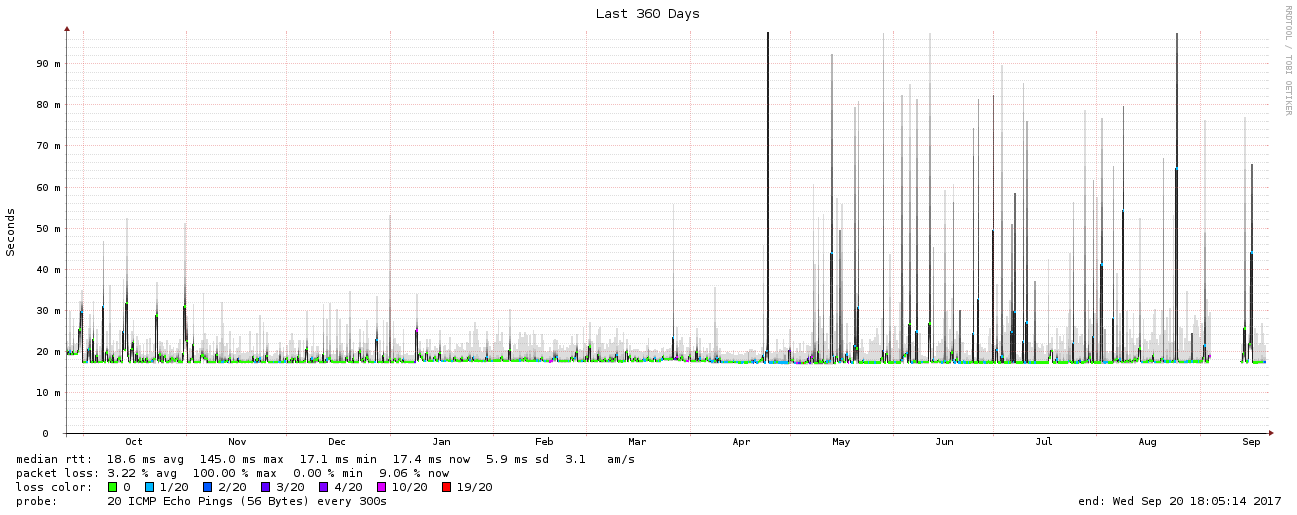 Last 360 Days
RRDTOOL / TOBI OETIKER
Seconds
90 m
80 m
70 m
60 m
50 m
40 m
30 m
20 m
10 m
0
Oct Nov Dec Jan Feb Mar Apr May Jun Jul Aug Sep
median rtt: 18.6 ms avg 145.0 ms max 17.1 ms min 17.4 ms now 5.9 ms sd 3.1 am/s
packet loss: 3.22 % avg 100.00 % max 0.00 % min 9.06 % now
loss color: 0 1/20 2/20 3/20 4/20 10/20 19/20
probe: 20 ICMP Echo Pings (56 Bytes) every 300s end: Wed Sep 20 18:05:14 2017